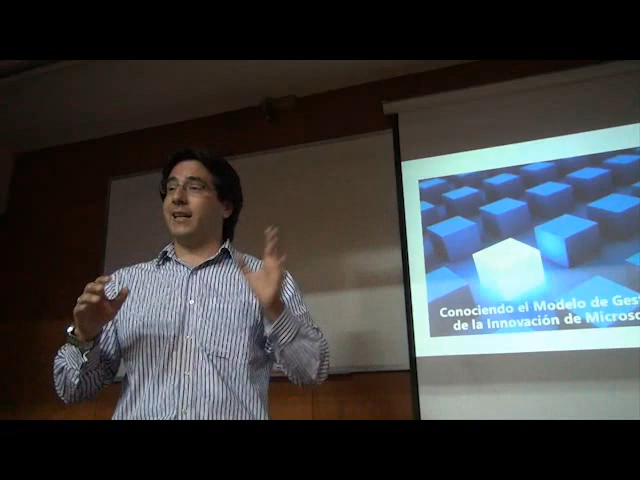 Conociendo el Modelo de Gest
de la Innovación de Microso